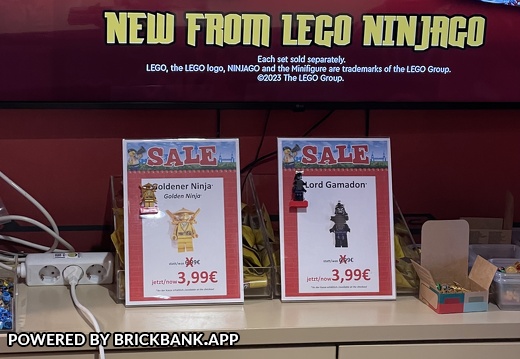 NEW FROM LEGO NINJAGO
Each set sold separately.
LEGO, the LEGO logo, NINJAGO and the Minifigure are trademarks of the LEGO Group.
©2023 The LEGO Group.
SALE
Goldener Ninja
Golden Ninja
jetzt/now 3,99€
SALE
Lord Gamadon
jetzt/now 3,99€
POWERED BY BRICKBANK.APP